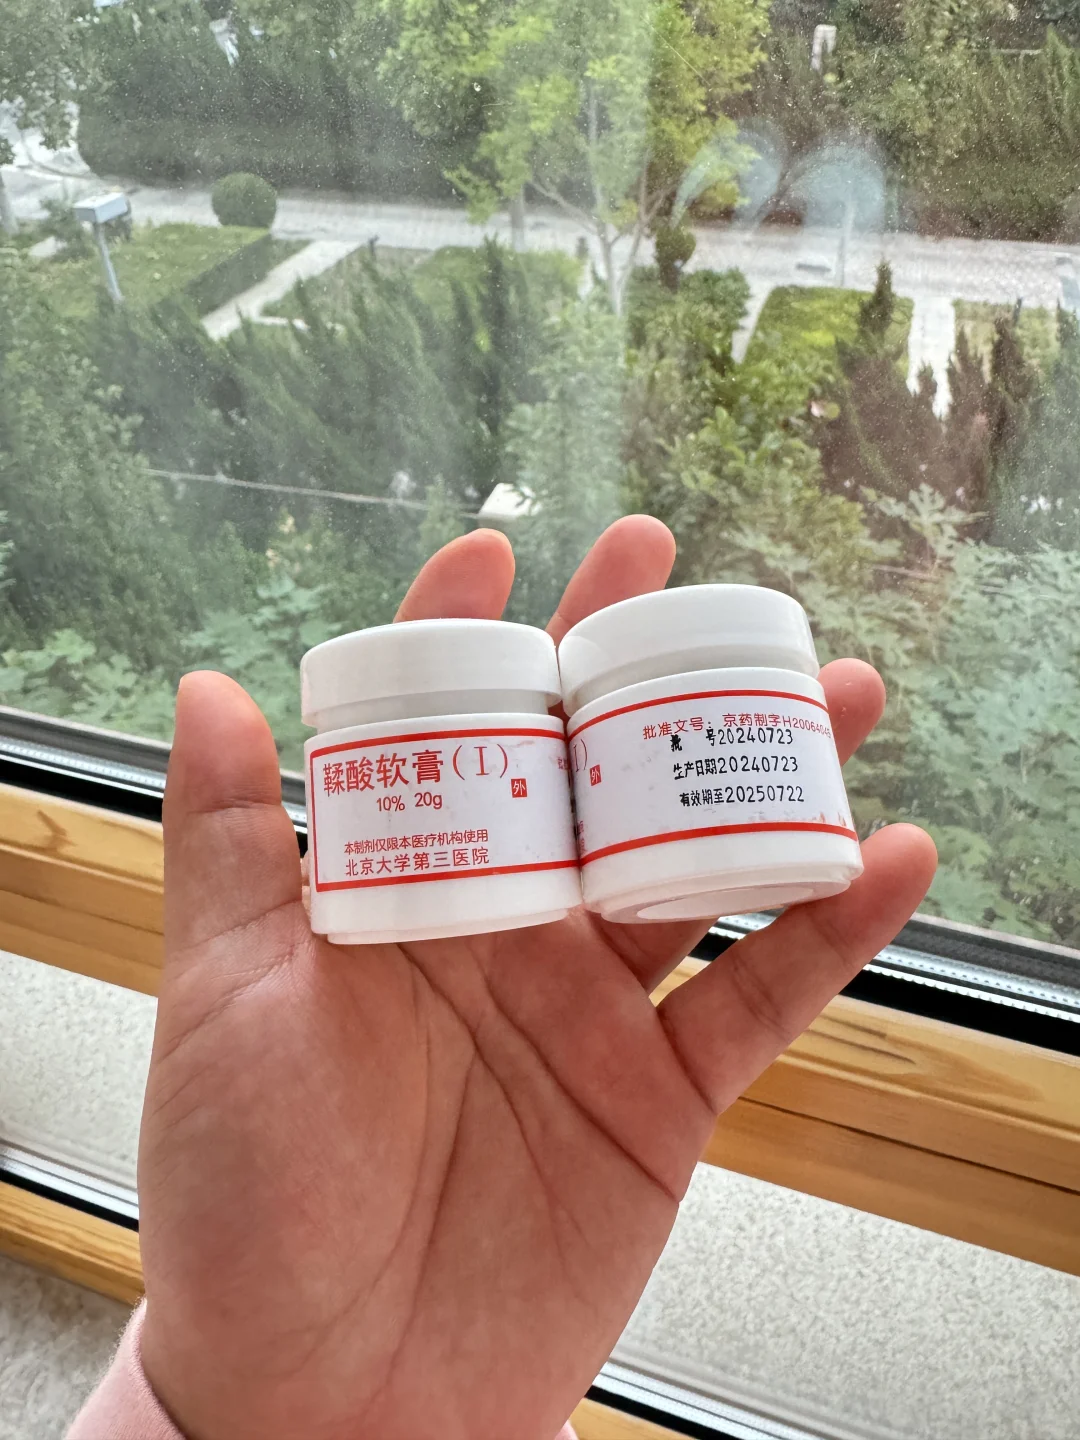 鞣酸软膏(I)
外
10% 20g
本制剂仅限本医疗机构使用
北京大学第三医院
I)
外
批准文号：京药制字H2006404
批 号20240723
生产日期20240723
有效期至20250722